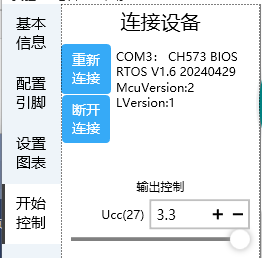 基本
信息
配置
引脚
设置
图表
开始
控制
连接设备
重新
连接
断开
连接
COM3： CH573 BIOS
RTOS V1.6 20240429
McuVersion:2
LVersion:1
输出控制
Ucc(27) 3.3 + −